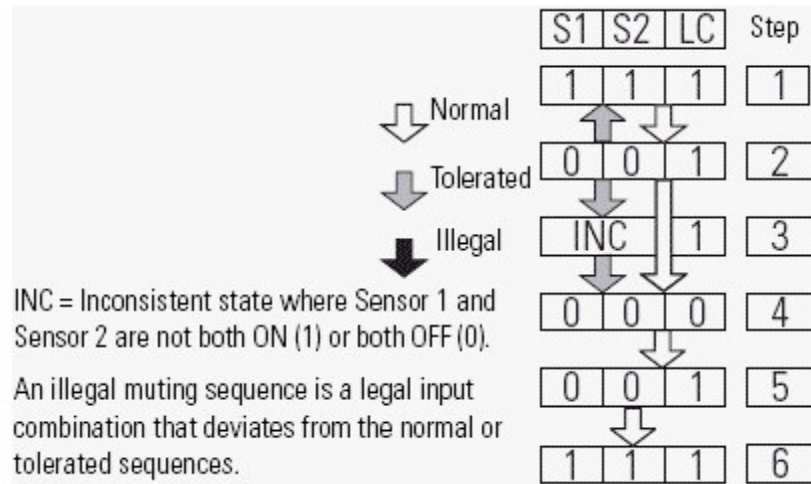 S1 S2 LC Step
1 1 1 1
Normal
0 0 1 2
Tolerated
INC 1 3
Illegal
INC = Inconsistent state where Sensor 1 and
Sensor 2 are not both ON (1) or both OFF (0).
0 0 0 4
An illegal muting sequence is a legal input
combination that deviates from the normal or
tolerated sequences.
0 0 1 5
1 1 1 6